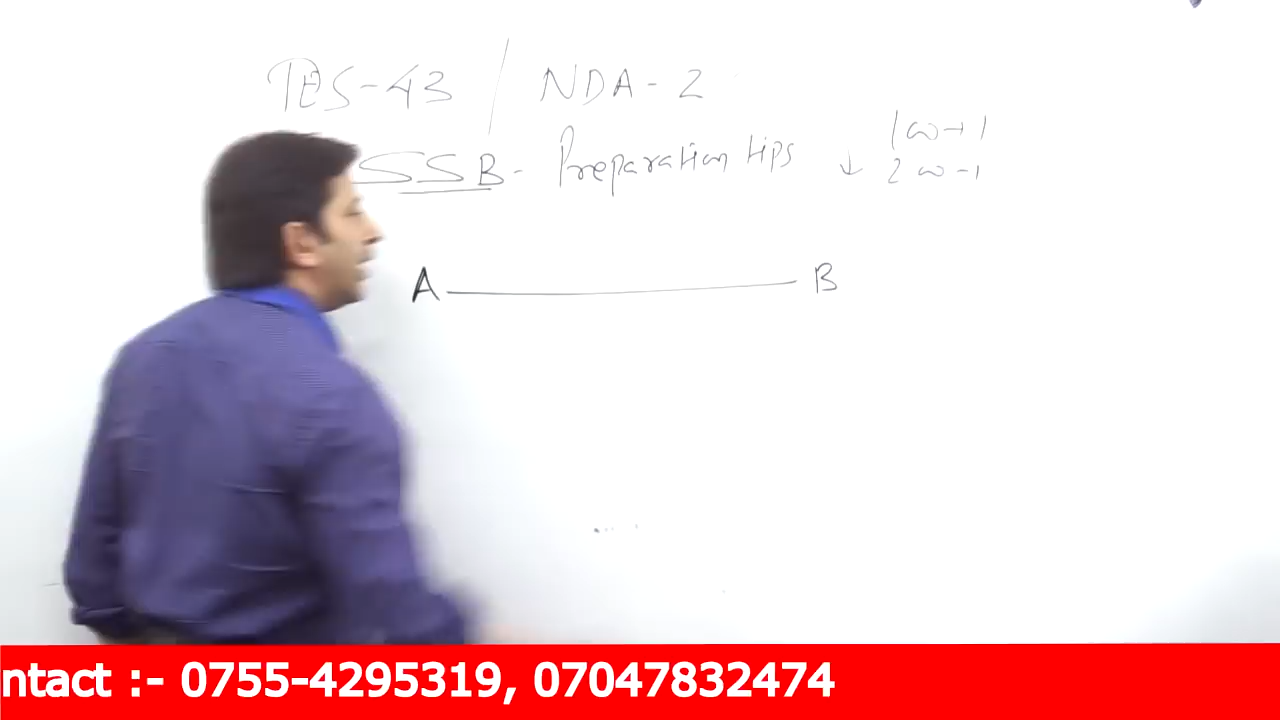 TES-43 / NDA-2
SSB - Preparation tips ↓
1 w → 1
2 w - 1
A B
ntact :- 0755-4295319, 07047832474